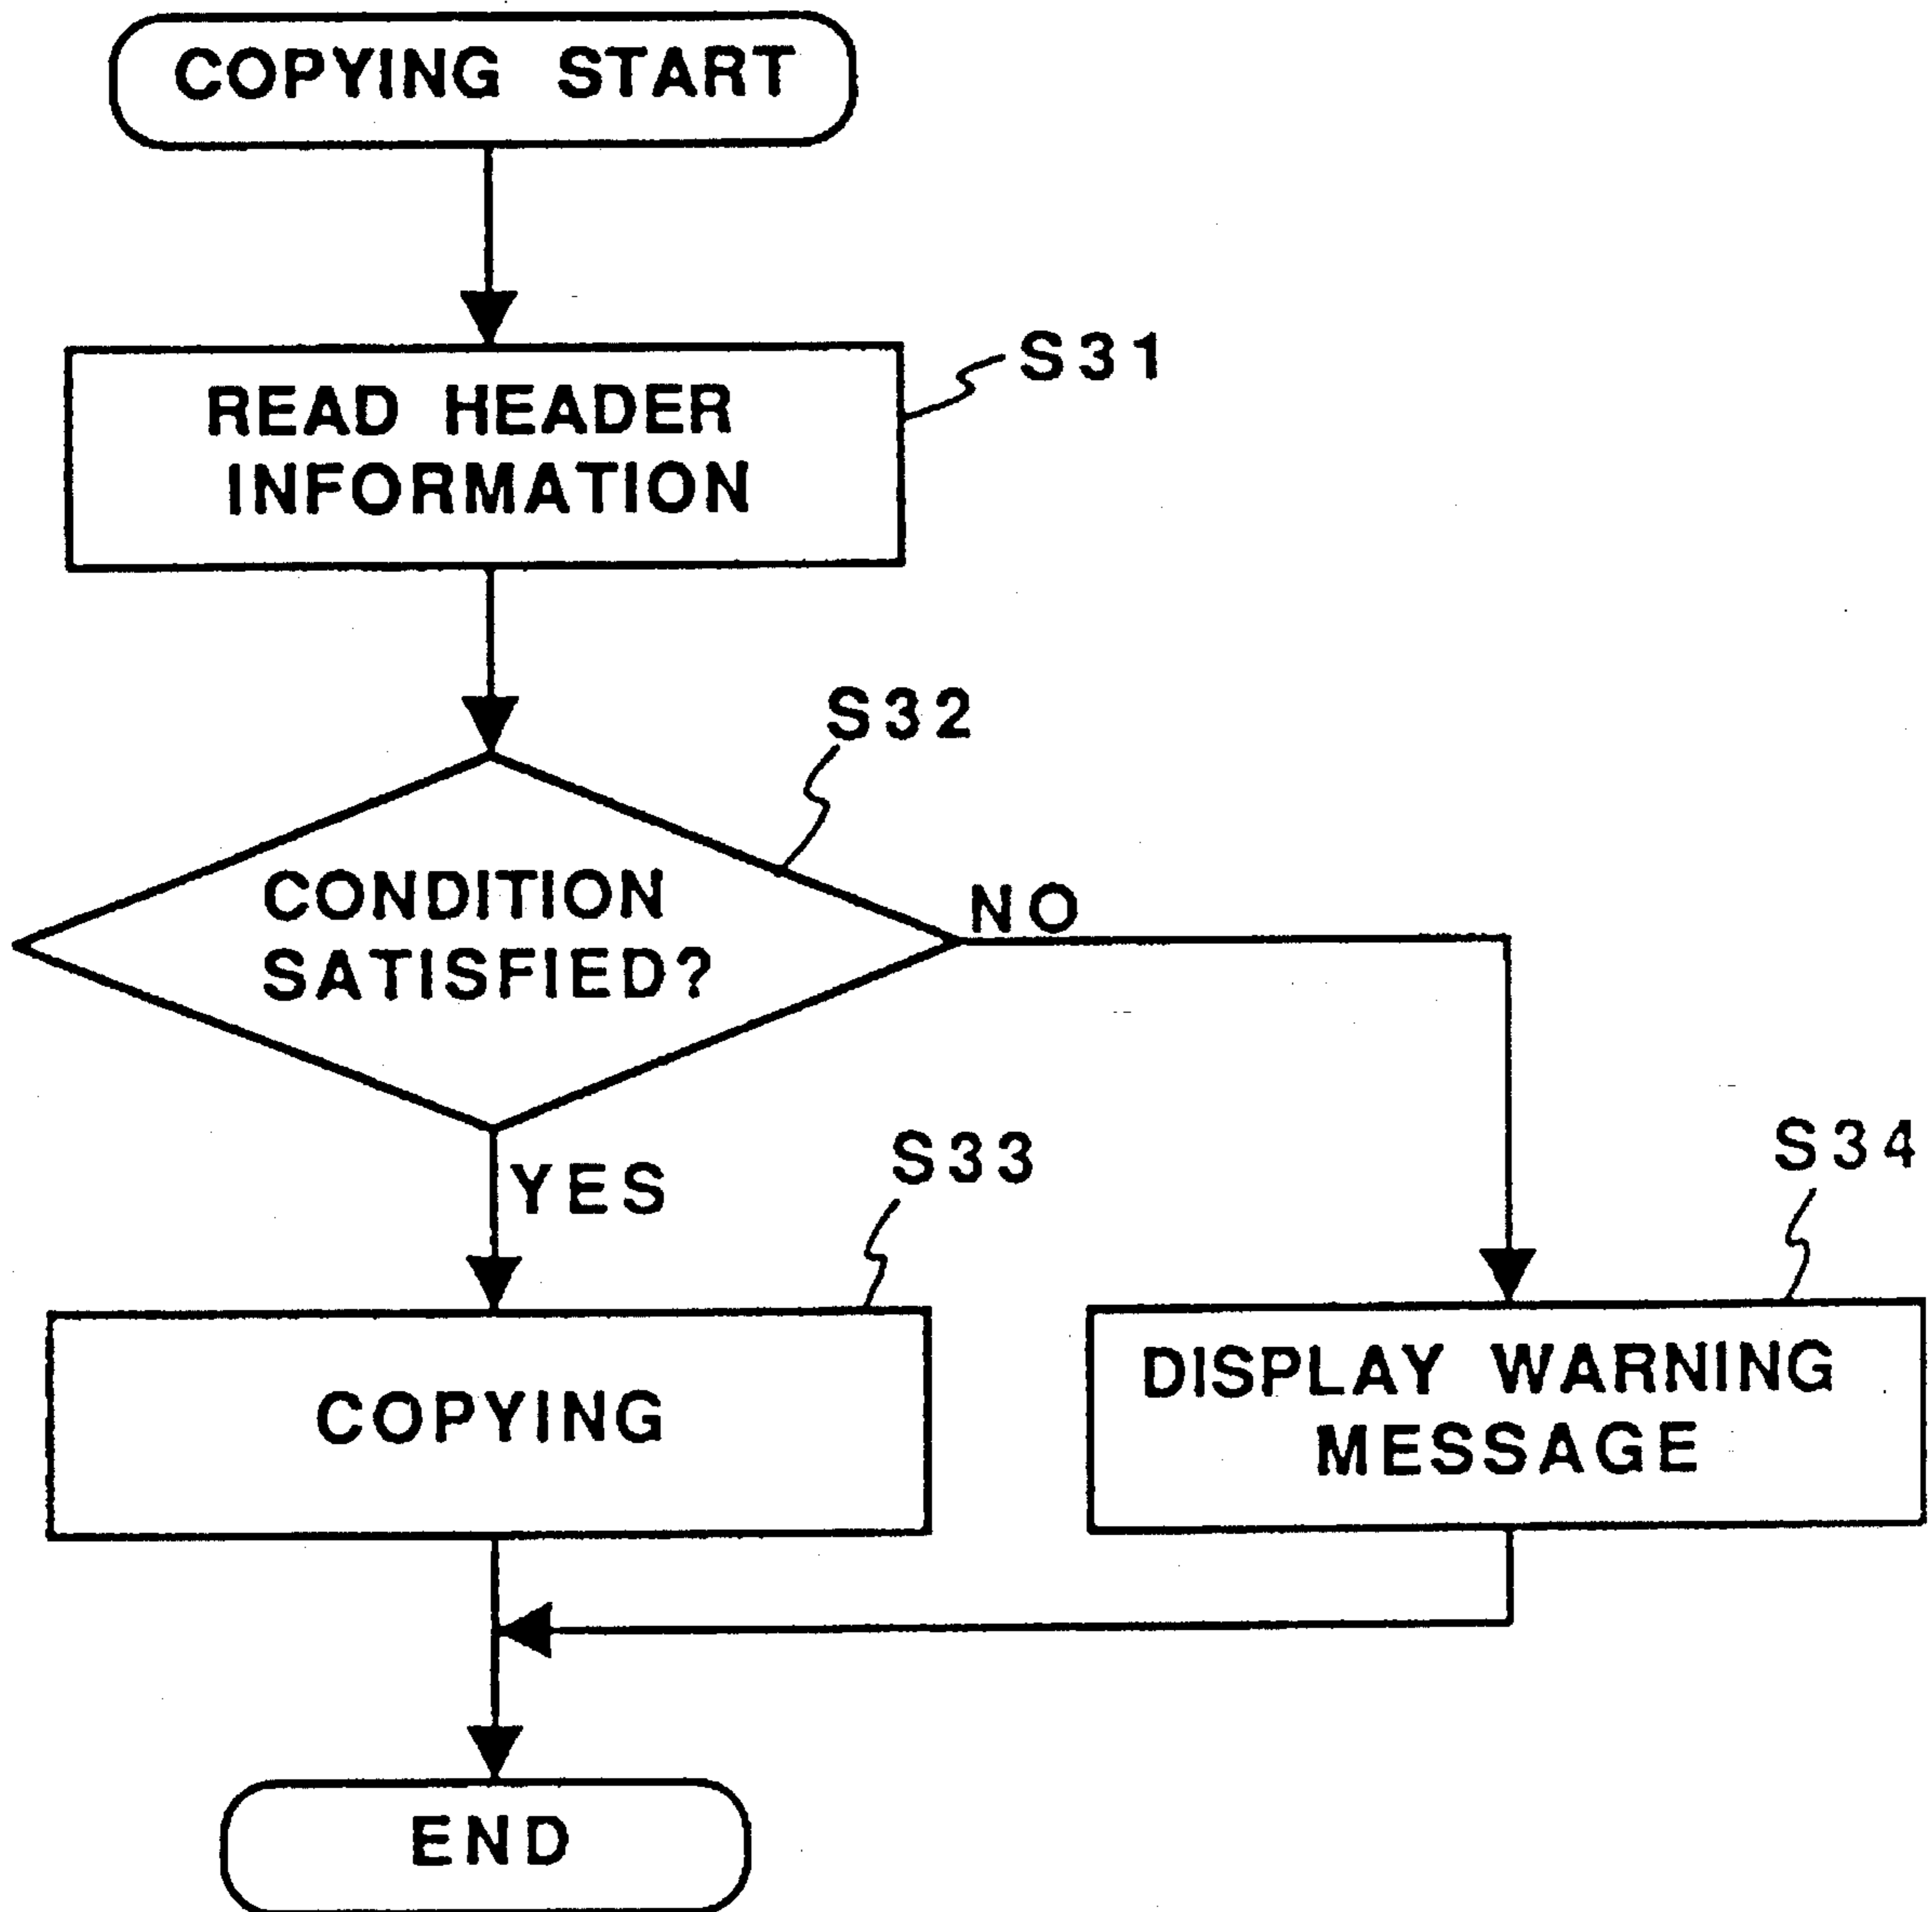 COPYING START
S31
READ HEADER
INFORMATION
S32
CONDITION
SATISFIED?
NO
YES
S33
S34
COPYING
DISPLAY WARNING
MESSAGE
END